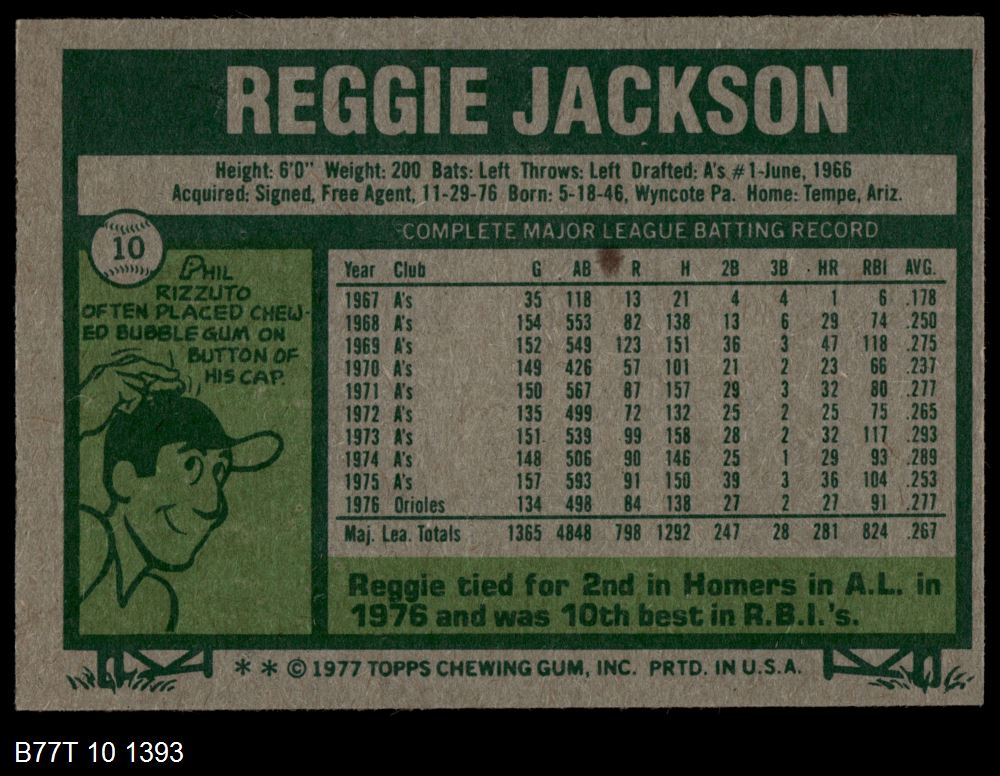 REGGIE JACKSON
Height: 6'0" Weight: 200 Bats: Left Throws: Left Drafted: A's #1-June, 1966
Acquired: Signed, Free Agent, 11-29-76 Born: 5-18-46, Wyncote Pa. Home: Tempe, Ariz.
10
PHIL
RIZZUTO
OFTEN PLACED CHEW-
ED BUBBLE GUM ON
BUTTON OF
HIS CAP.
COMPLETE MAJOR LEAGUE BATTING RECORD
Year Club G AB R H 2B 3B HR RBI AVG.
1967 A's 35 118 13 21 4 4 1 6 .178
1968 A's 154 553 82 138 13 6 29 74 .250
1969 A's 152 549 123 151 36 3 47 118 .275
1970 A's 149 426 57 101 21 2 23 66 .237
1971 A's 150 567 87 157 29 3 32 80 .277
1972 A's 135 499 72 132 25 2 25 75 .265
1973 A's 151 539 99 158 28 2 32 117 .293
1974 A's 148 506 90 146 25 1 29 93 .289
1975 A's 157 593 91 150 39 3 36 104 .253
1976 Orioles 134 498 84 138 27 2 27 91 .277
Maj. Lea. Totals 1365 4848 798 1292 247 28 281 824 .267
Reggie tied for 2nd in Homers in A.L. in
1976 and was 10th best in R.B.I.'s.
* * © 1977 TOPPS CHEWING GUM, INC. PRTD. IN U.S.A.
B77T 10 1393